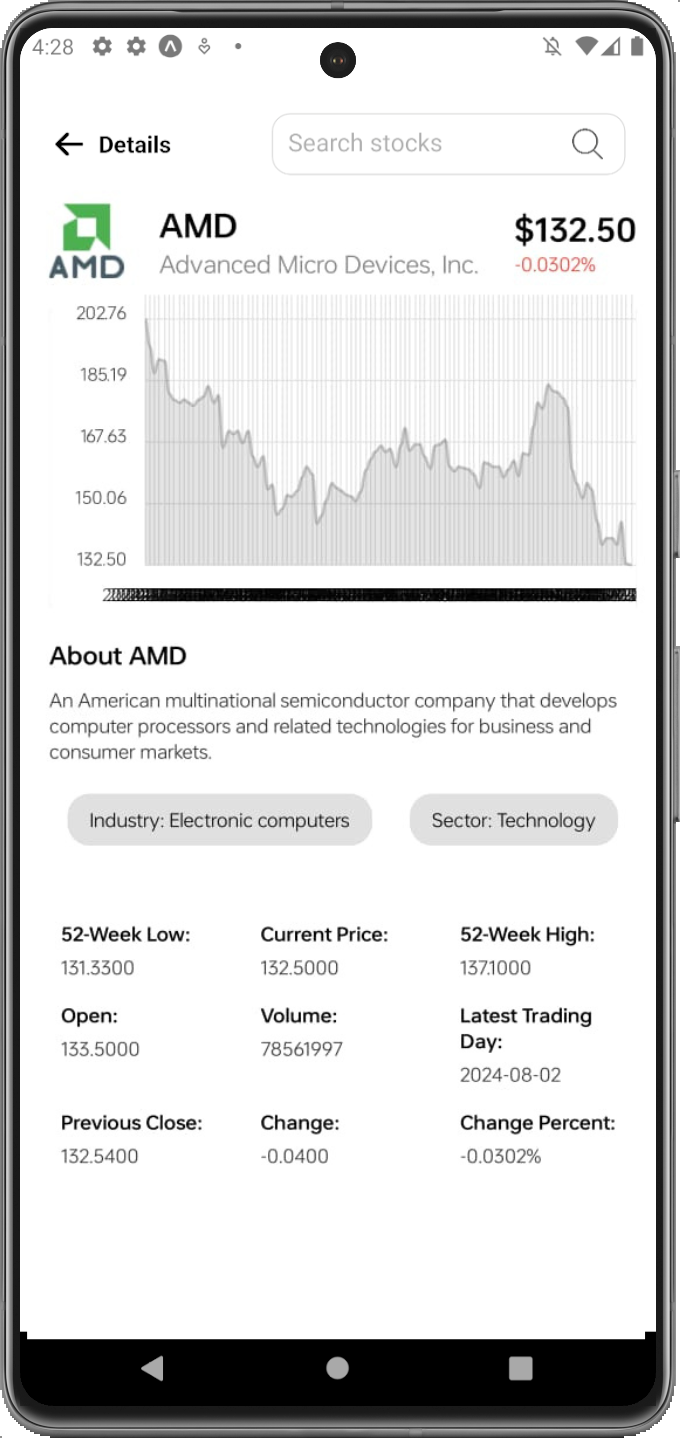 4:28
Details
Search stocks
AMD
AMD
$132.50
Advanced Micro Devices, Inc.
-0.0302%
202.76
185.19
167.63
150.06
132.50
About AMD
An American multinational semiconductor company that develops
computer processors and related technologies for business and
consumer markets.
Industry: Electronic computers
Sector: Technology
52-Week Low:
Current Price:
52-Week High:
131.3300
132.5000
137.1000
Open:
Volume:
Latest Trading
Day:
133.5000
78561997
2024-08-02
Previous Close:
Change:
Change Percent:
132.5400
-0.0400
-0.0302%